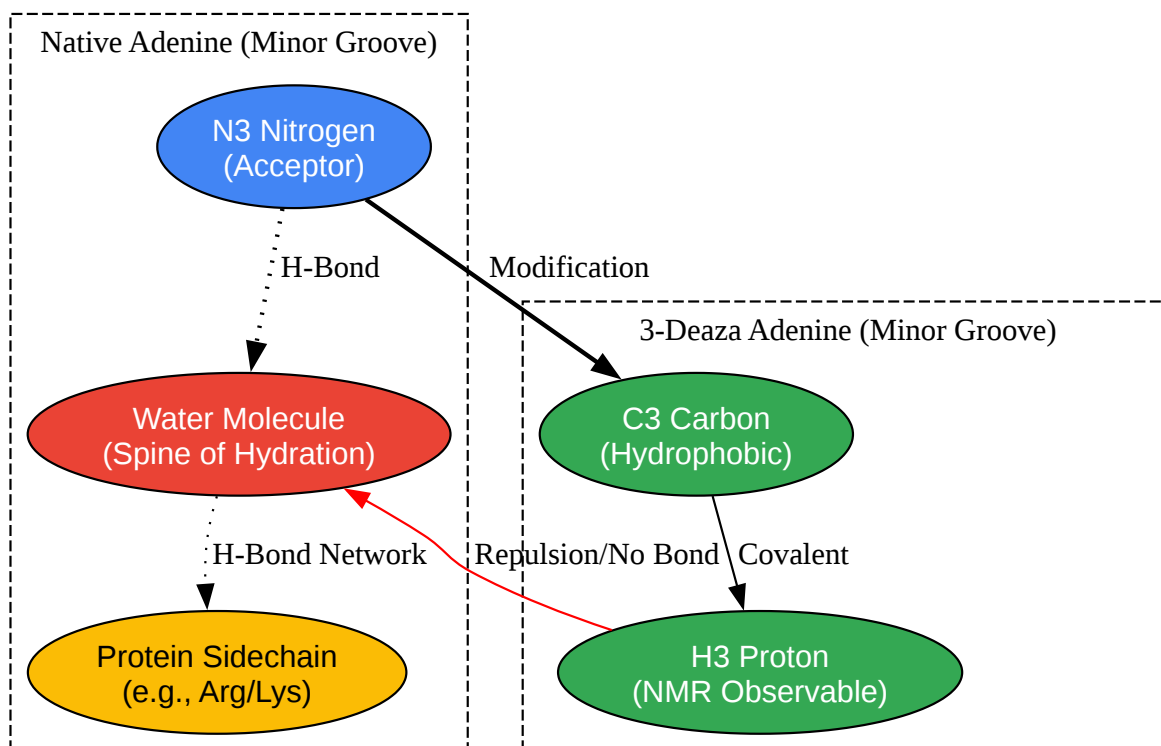 Native Adenine (Minor Groove)
N3 Nitrogen
(Acceptor)
H-Bond
Modification
3-Deaza Adenine (Minor Groove)
Water Molecule
(Spine of Hydration)
C3 Carbon
(Hydrophobic)
H-Bond Network
Repulsion/No Bond
Covalent
Protein Sidechain
(e.g., Arg/Lys)
H3 Proton
(NMR Observable)